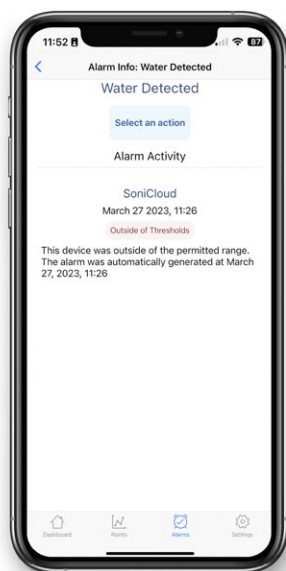 11:52
87
Alarm Info: Water Detected
Water Detected
Select an action
Alarm Activity
SoniCloud
March 27 2023, 11:26
Outside of Thresholds
This device was outside of the permitted range.
The alarm was automatically generated at March
27, 2023, 11:26
Dashboard
Points
Alarms
Settings